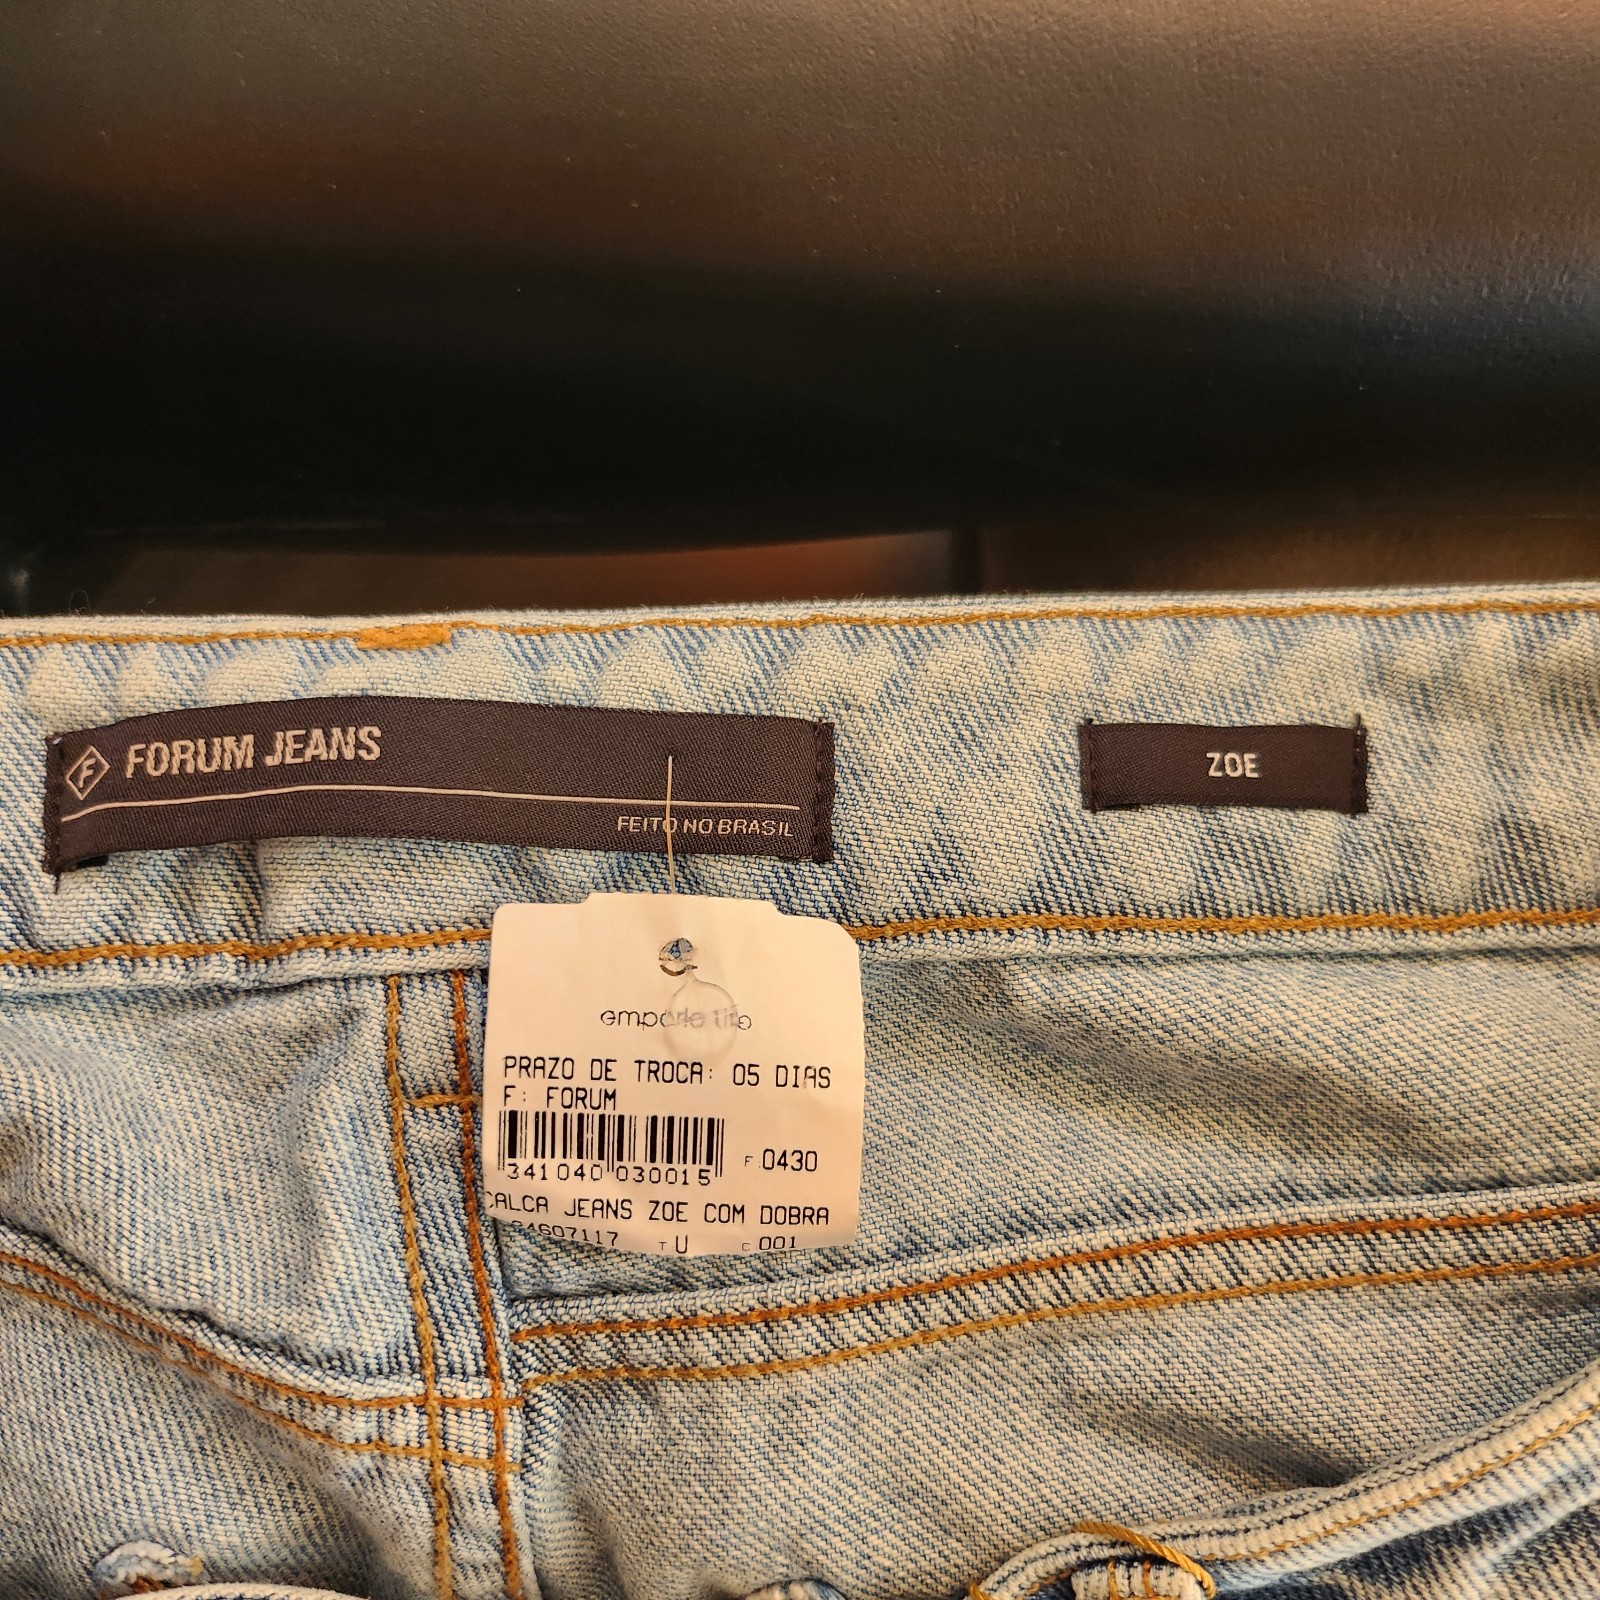 F FORUM JEANS
FEITO NO BRASIL
ZOE
PRAZO DE TROCA: 05 DIAS
F: FORUM
341040 030015
F.0430
CALCA JEANS ZOE COM DOBRA
84607117 T U C 001